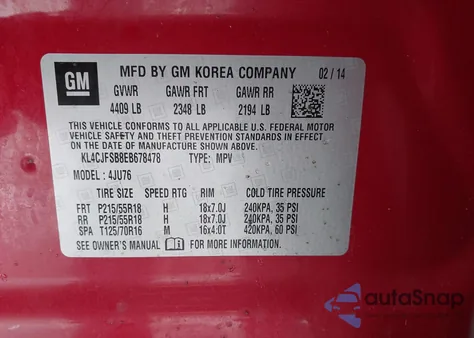 GM
MFD BY GM KOREA COMPANY 02 / 14
GVWR GAWR FRT GAWR RR
4409 LB 2348 LB 2194 LB
THIS VEHICLE CONFORMS TO ALL APPLICABLE U.S. FEDERAL MOTOR
VEHICLE SAFETY AND THEFT PREVENTION STANDARDS IN EFFECT
ON THE DATE OF MANUFACTURE SHOWN ABOVE.
KL4CJFSB8EB678478 TYPE: MPV
MODEL : 4JU76
TIRE SIZE SPEED RTG RIM COLD TIRE PRESSURE
FRT P215/55R18 H 18x7.0J 240KPA, 35 PSI
RR P215/55R18 H 18x7.0J 240KPA, 35 PSI
SPA T125/70R16 M 16x4.0T 420KPA, 60 PSI
SEE OWNER'S MANUAL FOR MORE INFORMATION.
autoSnap